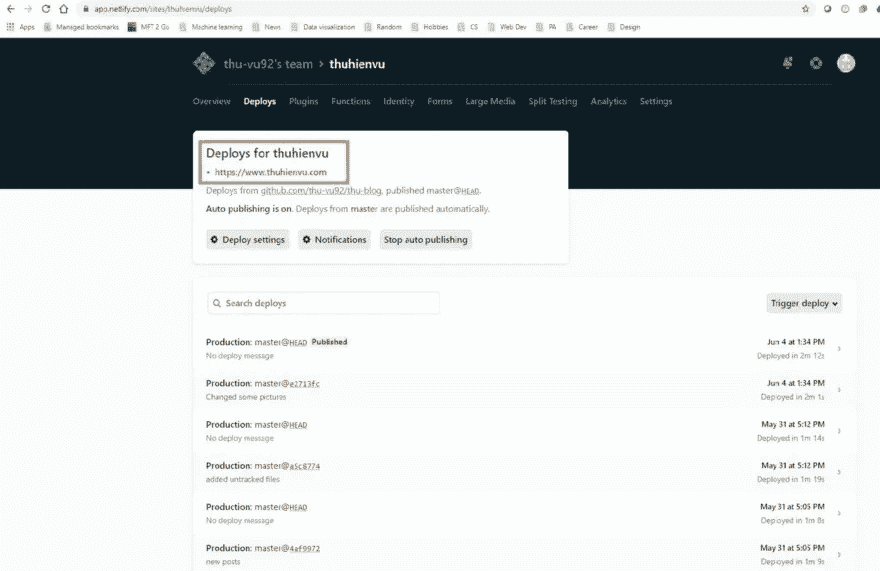 app.netlify.com/sites/thuhienvu/deploys
Apps Managed bookmarks MFT 2 Go Machine learning News Data visualization Random Hobbies CS Web Dev PA Career Design
thu-vu92's team > thuhienvu
Overview Deploys Plugins Functions Identity Forms Large Media Split Testing Analytics Settings
Deploys for thuhienvu
• https://www.thuhienvu.com
Deploys from github.com/thu-vu92/thu-blog, published master@HEAD.
Auto publishing is on. Deploys from master are published automatically.
Deploy settings Notifications Stop auto publishing
Search deploys Trigger deploy
Production: master@HEAD Published Jun 4 at 1:34 PM
No deploy message Deployed in 2m 12s
Production: master@e2713fc Jun 4 at 1:34 PM
Changed some pictures Deployed in 2m 1s
Production: master@HEAD May 31 at 5:12 PM
No deploy message Deployed in 1m 14s
Production: master@a5c8774 May 31 at 5:12 PM
added untracked files Deployed in 1m 19s
Production: master@HEAD May 31 at 5:05 PM
No deploy message Deployed in 1m 8s
Production: master@4af9972 May 31 at 5:05 PM
new posts Deployed in 1m 9s